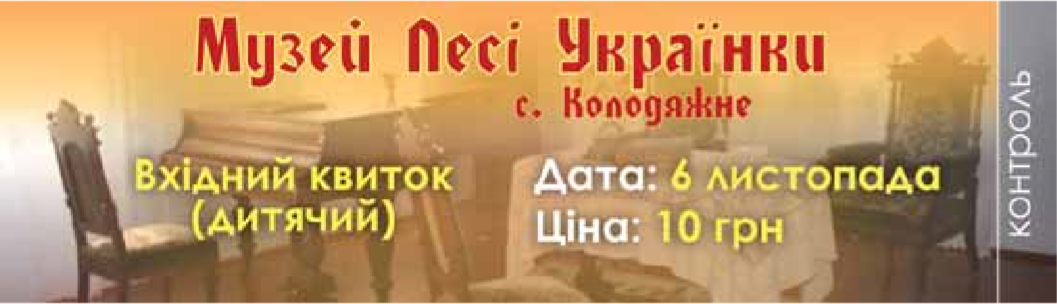 Музей Лесі Українки
с. Колодяжне
Вхідний квиток
(дитячий)
Дата: 6 листопада
Ціна: 10 грн
КОНТРОЛЬ